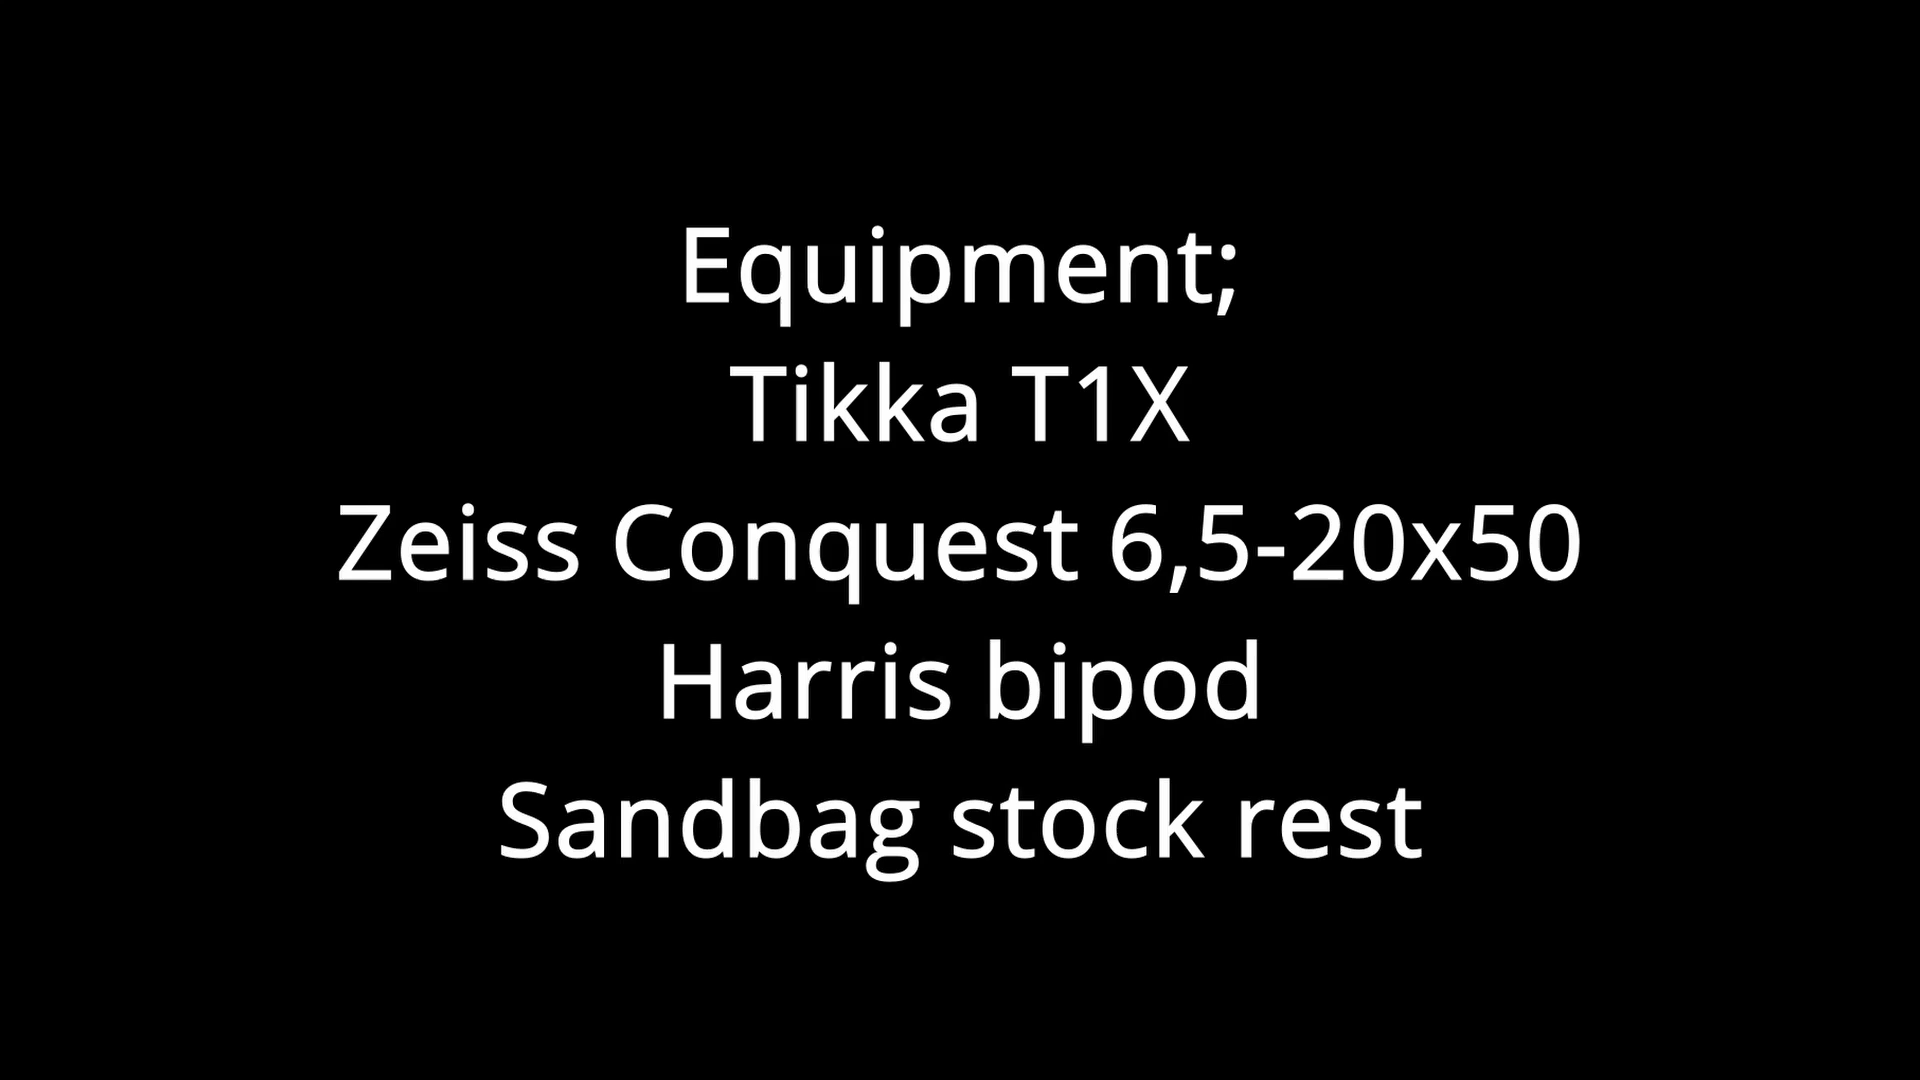 Equipment;
Tikka T1X
Zeiss Conquest 6,5-20x50
Harris bipod
Sandbag stock rest